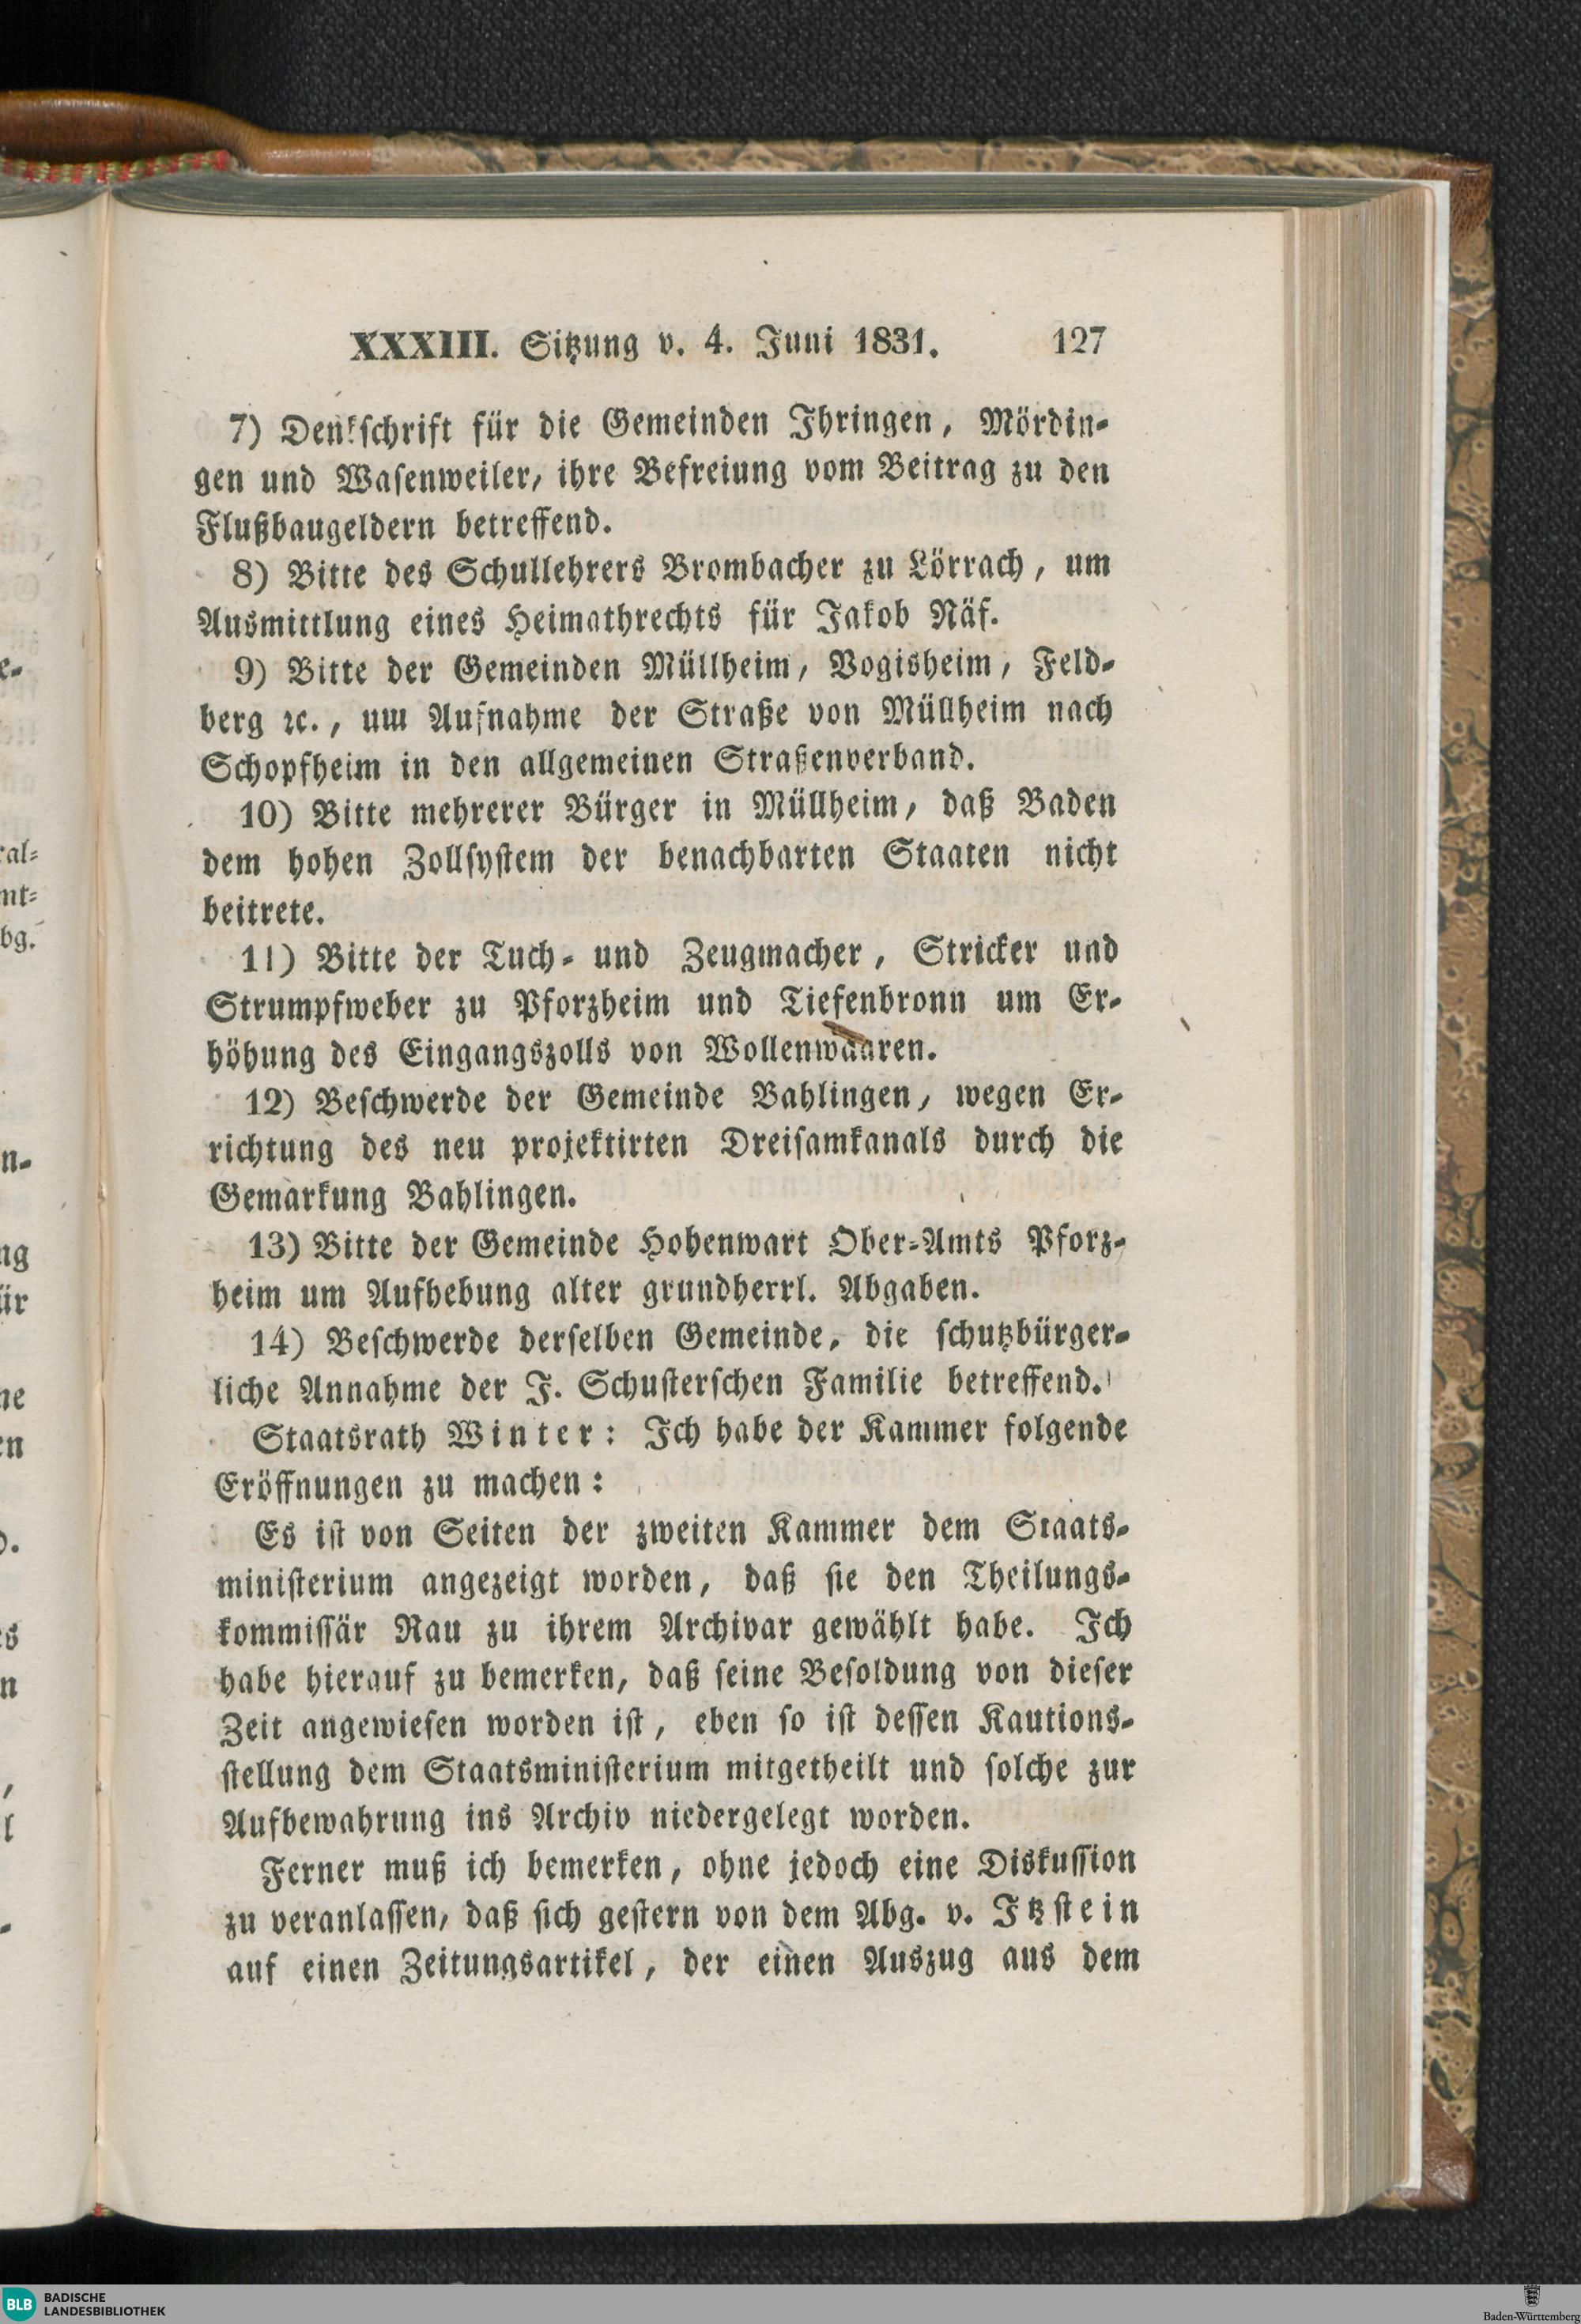 XXXIII. Sitzung v. 4. Juni 1831. 127
7) Denkschrift für die Gemeinden Ihringen, Mördin-
gen und Wasenweiler, ihre Befreiung vom Beitrag zu den
Flußbaugeldern betreffend.
8) Bitte des Schullehrers Brombacher zu Lörrach, um
Ausmittlung eines Heimathrechts für Jakob Näf.
9) Bitte der Gemeinden Müllheim, Vogisheim, Feld-
berg ꝛc., um Aufnahme der Straße von Müllheim nach
Schopfheim in den allgemeinen Straßenverband.
10) Bitte mehrerer Bürger in Müllheim, daß Baden
dem hohen Zollsystem der benachbarten Staaten nicht
beitrete.
11) Bitte der Tuch- und Zeugmacher, Stricker und
Strumpfweber zu Pforzheim und Tiefenbronn um Er-
höhung des Eingangszolls von Wollenwaaren.
12) Beschwerde der Gemeinde Bahlingen, wegen Er-
richtung des neu projektirten Dreisamkanals durch die
Gemarkung Bahlingen.
13) Bitte der Gemeinde Hohenwart Ober-Amts Pforz-
heim um Aufhebung alter grundherrl. Abgaben.
14) Beschwerde derselben Gemeinde, die schutzbürger-
liche Annahme der J. Schusterschen Familie betreffend.
Staatsrath Winter: Ich habe der Kammer folgende
Eröffnungen zu machen:
Es ist von Seiten der zweiten Kammer dem Staats-
ministerium angezeigt worden, daß sie den Theilungs-
kommissär Rau zu ihrem Archivar gewählt habe. Ich
habe hierauf zu bemerken, daß seine Besoldung von dieser
Zeit angewiesen worden ist, eben so ist dessen Kautions-
stellung dem Staatsministerium mitgetheilt und solche zur
Aufbewahrung ins Archiv niedergelegt worden.
Ferner muß ich bemerken, ohne jedoch eine Diskussion
zu veranlassen, daß sich gestern von dem Abg. v. Itzstein
auf einen Zeitungsartikel, der einen Auszug aus dem
BLB BADISCHE
LANDESBIBLIOTHEK
Baden-Württemberg